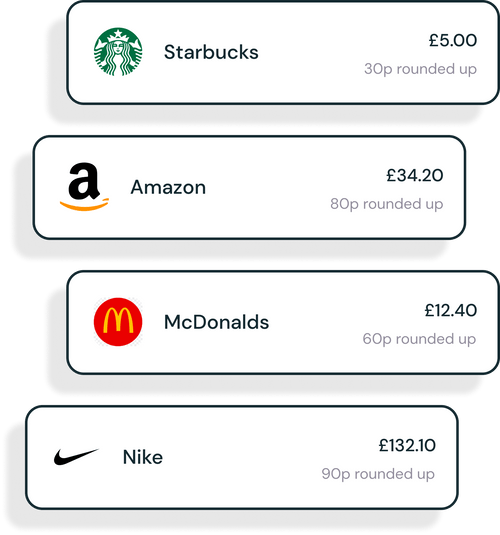 Starbucks
£5.00
30p rounded up
a
Amazon
£34.20
80p rounded up
McDonalds
£12.40
60p rounded up
Nike
£132.10
90p rounded up